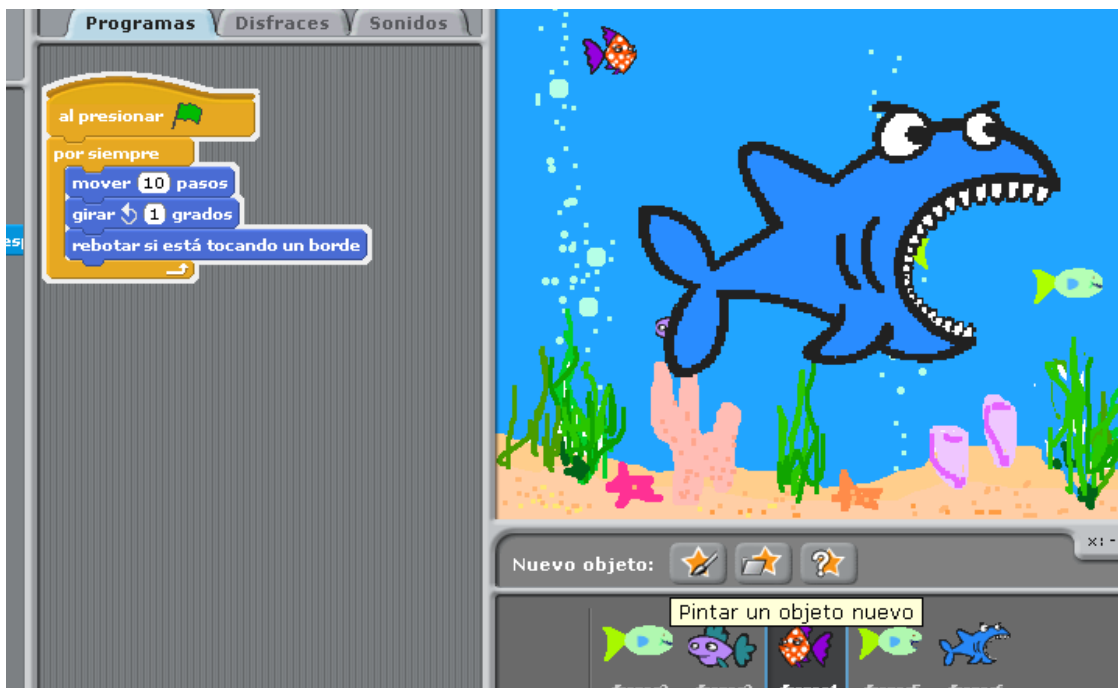 Programas Disfraces Sonidos
al presionar
por siempre
mover 10 pasos
girar 1 grados
rebotar si está tocando un borde
x: -
Nuevo objeto:
Pintar un objeto nuevo